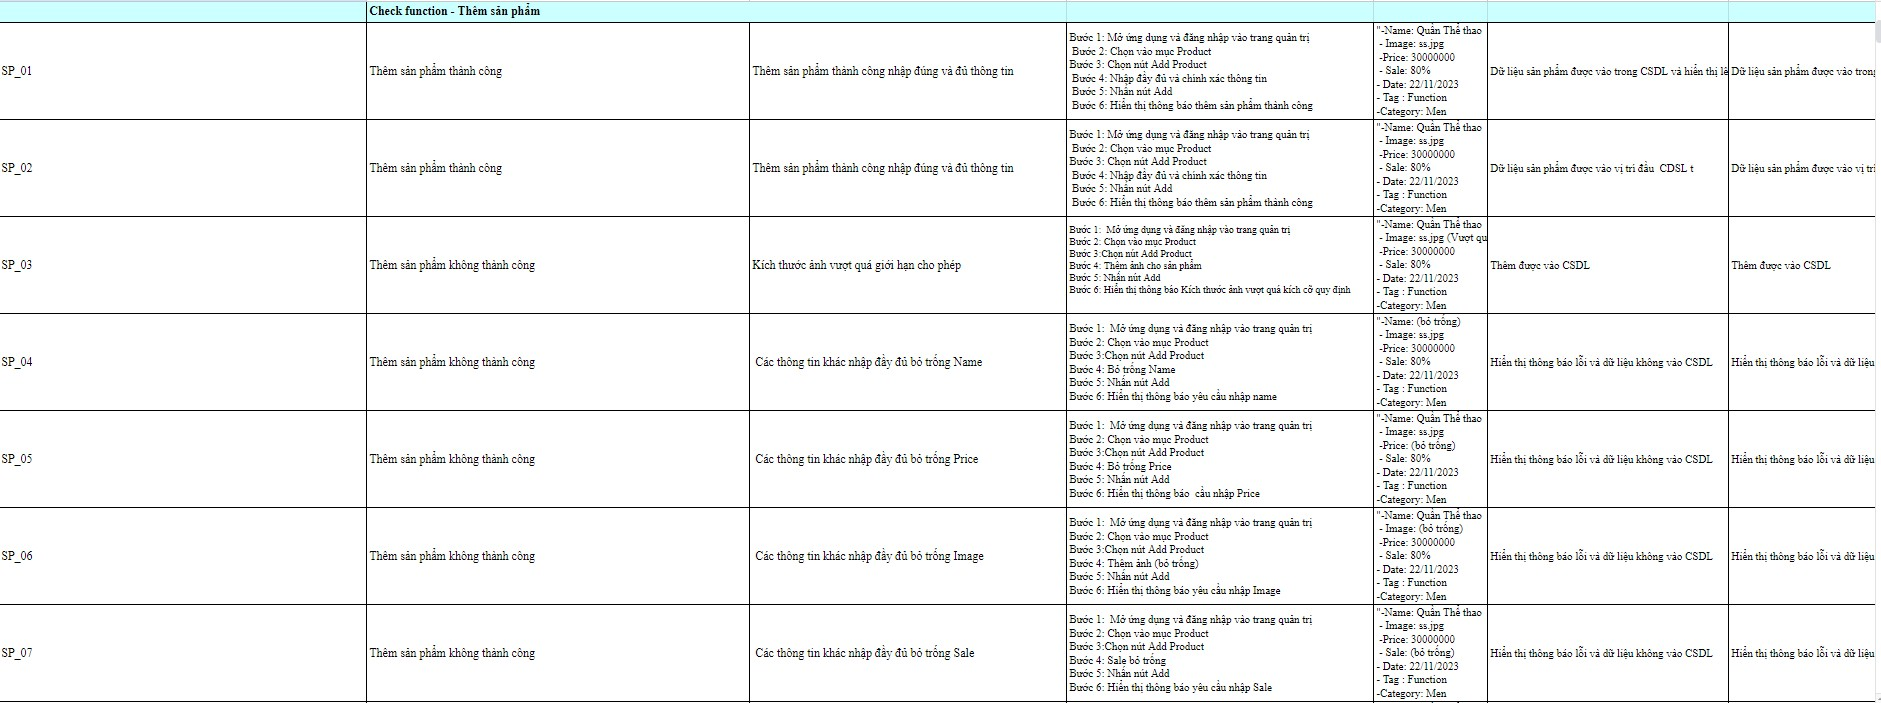 Check function - Thêm sản phẩm
SP_01
Thêm sản phẩm thành công
Thêm sản phẩm thành công nhập đúng và đủ thông tin
Bước 1: Mở ứng dụng và đăng nhập vào trang quản trị
Bước 2: Chọn vào mục Product
Bước 3: Chọn nút Add Product
Bước 4: Nhập đầy đủ và chính xác thông tin
Bước 5: Nhấn nút Add
Bước 6: Hiển thị thông báo thêm sản phẩm thành công
"-Name: Quần Thể thao
- Image: ss.jpg
-Price: 30000000
- Sale: 80%
- Date: 22/11/2023
- Tag : Function
-Category: Men
Dữ liệu sản phẩm được vào trong CSDL và hiển thị lê
Dữ liệu sản phẩm được vào trong
SP_02
Thêm sản phẩm thành công
Thêm sản phẩm thành công nhập đúng và đủ thông tin
Bước 1: Mở ứng dụng và đăng nhập vào trang quản trị
Bước 2: Chọn vào mục Product
Bước 3: Chọn nút Add Product
Bước 4: Nhập đầy đủ và chính xác thông tin
Bước 5: Nhấn nút Add
Bước 6: Hiển thị thông báo thêm sản phẩm thành công
"-Name: Quần Thể thao
- Image: ss.jpg
-Price: 30000000
- Sale: 80%
- Date: 22/11/2023
- Tag : Function
-Category: Men
Dữ liệu sản phẩm được vào vị trí đầu CDSL t
Dữ liệu sản phẩm được vào vị trí
SP_03
Thêm sản phẩm không thành công
Kích thước ảnh vượt quá giới hạn cho phép
Bước 1: Mở ứng dụng và đăng nhập vào trang quản trị
Bước 2: Chọn vào mục Product
Bước 3:Chọn nút Add Product
Bước 4: Thêm ảnh cho sản phẩm
Bước 5: Nhấn nút Add
Bước 6: Hiển thị thông báo Kích thước ảnh vượt quá kích cỡ quy định
"-Name: Quần Thể thao
- Image: ss.jpg (Vượt qu
-Price: 30000000
- Sale: 80%
- Date: 22/11/2023
- Tag : Function
-Category: Men
Thêm được vào CSDL
Thêm được vào CSDL
SP_04
Thêm sản phẩm không thành công
Các thông tin khác nhập đầy đủ bỏ trống Name
Bước 1: Mở ứng dụng và đăng nhập vào trang quản trị
Bước 2: Chọn vào mục Product
Bước 3:Chọn nút Add Product
Bước 4: Bỏ trống Name
Bước 5: Nhấn nút Add
Bước 6: Hiển thị thông báo yêu cầu nhập name
"-Name: (bỏ trống)
- Image: ss.jpg
-Price: 30000000
- Sale: 80%
- Date: 22/11/2023
- Tag : Function
-Category: Men
Hiển thị thông báo lỗi và dữ liệu không vào CSDL
Hiển thị thông báo lỗi và dữ liệu
SP_05
Thêm sản phẩm không thành công
Các thông tin khác nhập đầy đủ bỏ trống Price
Bước 1: Mở ứng dụng và đăng nhập vào trang quản trị
Bước 2: Chọn vào mục Product
Bước 3:Chọn nút Add Product
Bước 4: Bỏ trống Price
Bước 5: Nhấn nút Add
Bước 6: Hiển thị thông báo cầu nhập Price
"-Name: Quần Thể thao
- Image: ss.jpg
-Price: (bỏ trống)
- Sale: 80%
- Date: 22/11/2023
- Tag : Function
-Category: Men
Hiển thị thông báo lỗi và dữ liệu không vào CSDL
Hiển thị thông báo lỗi và dữ liệu
SP_06
Thêm sản phẩm không thành công
Các thông tin khác nhập đầy đủ bỏ trống Image
Bước 1: Mở ứng dụng và đăng nhập vào trang quản trị
Bước 2: Chọn vào mục Product
Bước 3:Chọn nút Add Product
Bước 4: Thêm ảnh (bỏ trống)
Bước 5: Nhấn nút Add
Bước 6: Hiển thị thông báo yêu cầu nhập Image
"-Name: Quần Thể thao
- Image: (bỏ trống)
-Price: 30000000
- Sale: 80%
- Date: 22/11/2023
- Tag : Function
-Category: Men
Hiển thị thông báo lỗi và dữ liệu không vào CSDL
Hiển thị thông báo lỗi và dữ liệu
SP_07
Thêm sản phẩm không thành công
Các thông tin khác nhập đầy đủ bỏ trống Sale
Bước 1: Mở ứng dụng và đăng nhập vào trang quản trị
Bước 2: Chọn vào mục Product
Bước 3:Chọn nút Add Product
Bước 4: Sale bỏ trống
Bước 5: Nhấn nút Add
Bước 6: Hiển thị thông báo yêu cầu nhập Sale
"-Name: Quần Thể thao
- Image: ss.jpg
-Price: 30000000
- Sale: (bỏ trống)
- Date: 22/11/2023
- Tag : Function
-Category: Men
Hiển thị thông báo lỗi và dữ liệu không vào CSDL
Hiển thị thông báo lỗi và dữ liệu